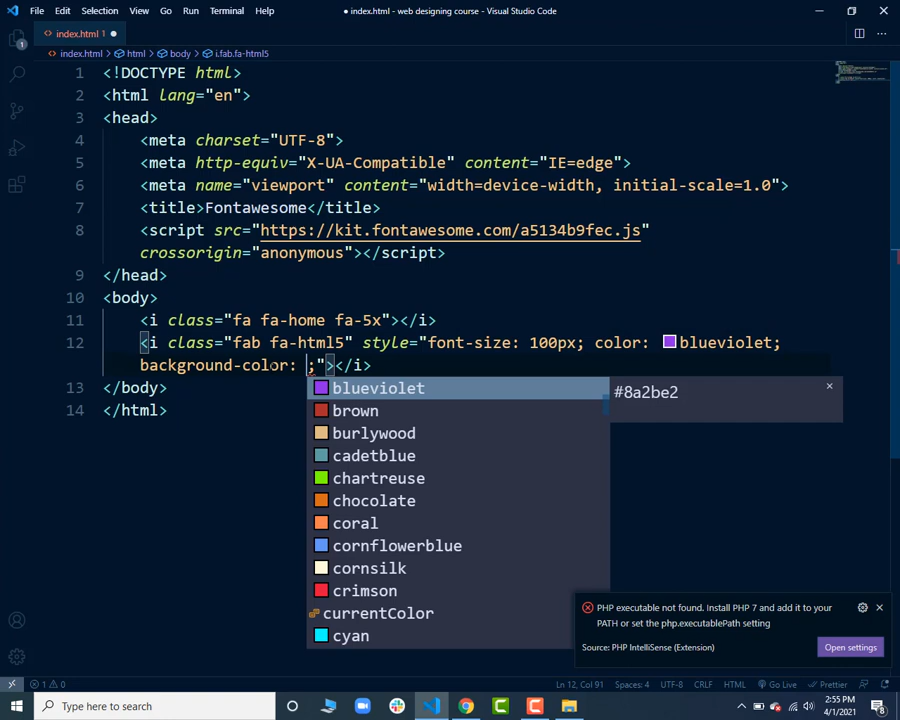 File Edit Selection View Go Run Terminal Help
● index.html - web designing course - Visual Studio Code
index.html 1
index.html > html > body > i.fab.fa-html5
1 <!DOCTYPE html>
2 <html lang="en">
3 <head>
4 <meta charset="UTF-8">
5 <meta http-equiv="X-UA-Compatible" content="IE=edge">
6 <meta name="viewport" content="width=device-width, initial-scale=1.0">
7 <title>Fontawesome</title>
8 <script src="https://kit.fontawesome.com/a5134b9fec.js"
crossorigin="anonymous"></script>
9 </head>
10 <body>
11 <i class="fa fa-home fa-5x"></i>
12 <i class="fab fa-html5" style="font-size: 100px; color: blueviolet;
background-color: ;"></i>
13 </body>
14 </html>
blueviolet
#8a2be2
brown
burlywood
cadetblue
chartreuse
chocolate
coral
cornflowerblue
cornsilk
crimson
currentColor
cyan
1
PHP executable not found. Install PHP 7 and add it to your
PATH or set the php.executablePath setting
Source: PHP IntelliSense (Extension)
Open settings
1 0
Ln 12, Col 91 Spaces: 4 UTF-8 CRLF HTML Go Live Prettier
Type here to search
2:55 PM
4/1/2021
8